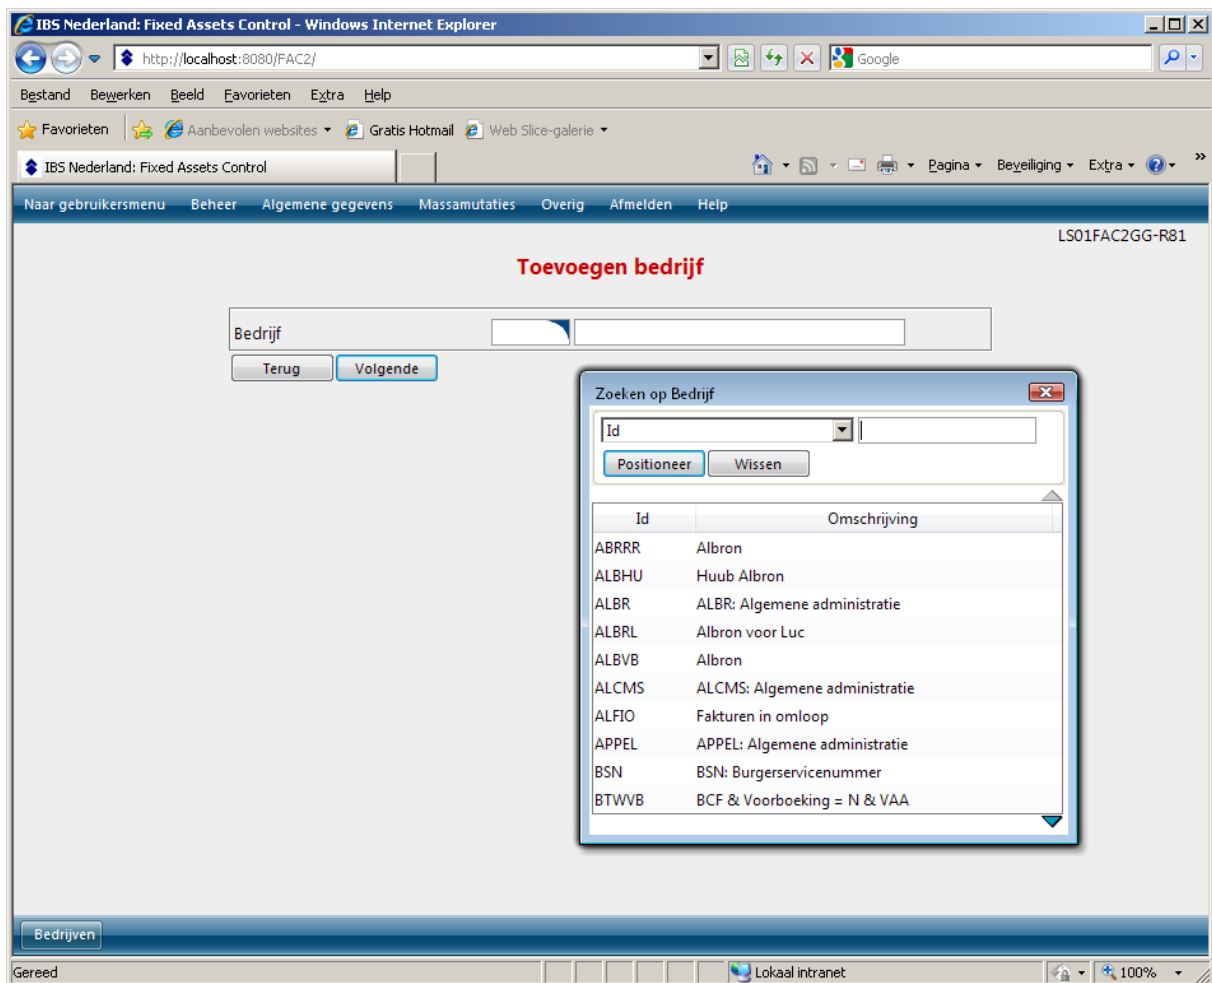 IBS Nederland: Fixed Assets Control - Windows Internet Explorer
http://localhost:8080/FAC2/ Google
Bestand Bewerken Beeld Favorieten Extra Help
Favorieten Aanbevolen websites Gratis Hotmail Web Slice-galerie
IBS Nederland: Fixed Assets Control Pagina Beveiliging Extra »
Naar gebruikersmenu Beheer Algemene gegevens Massamutaties Overig Afmelden Help
LS01FAC2GG-R81
Toevoegen bedrijf
Bedrijf
Terug Volgende
Zoeken op Bedrijf
Id
Positioneer Wissen
Id Omschrijving
ABRRR Albron
ALBHU Huub Albron
ALBR ALBR: Algemene administratie
ALBRL Albron voor Luc
ALBVB Albron
ALCMS ALCMS: Algemene administratie
ALFIO Fakturen in omloop
APPEL APPEL: Algemene administratie
BSN BSN: Burgerservicenummer
BTWVB BCF & Voorboeking = N & VAA
Bedrijven
Gereed Lokaal intranet 100%